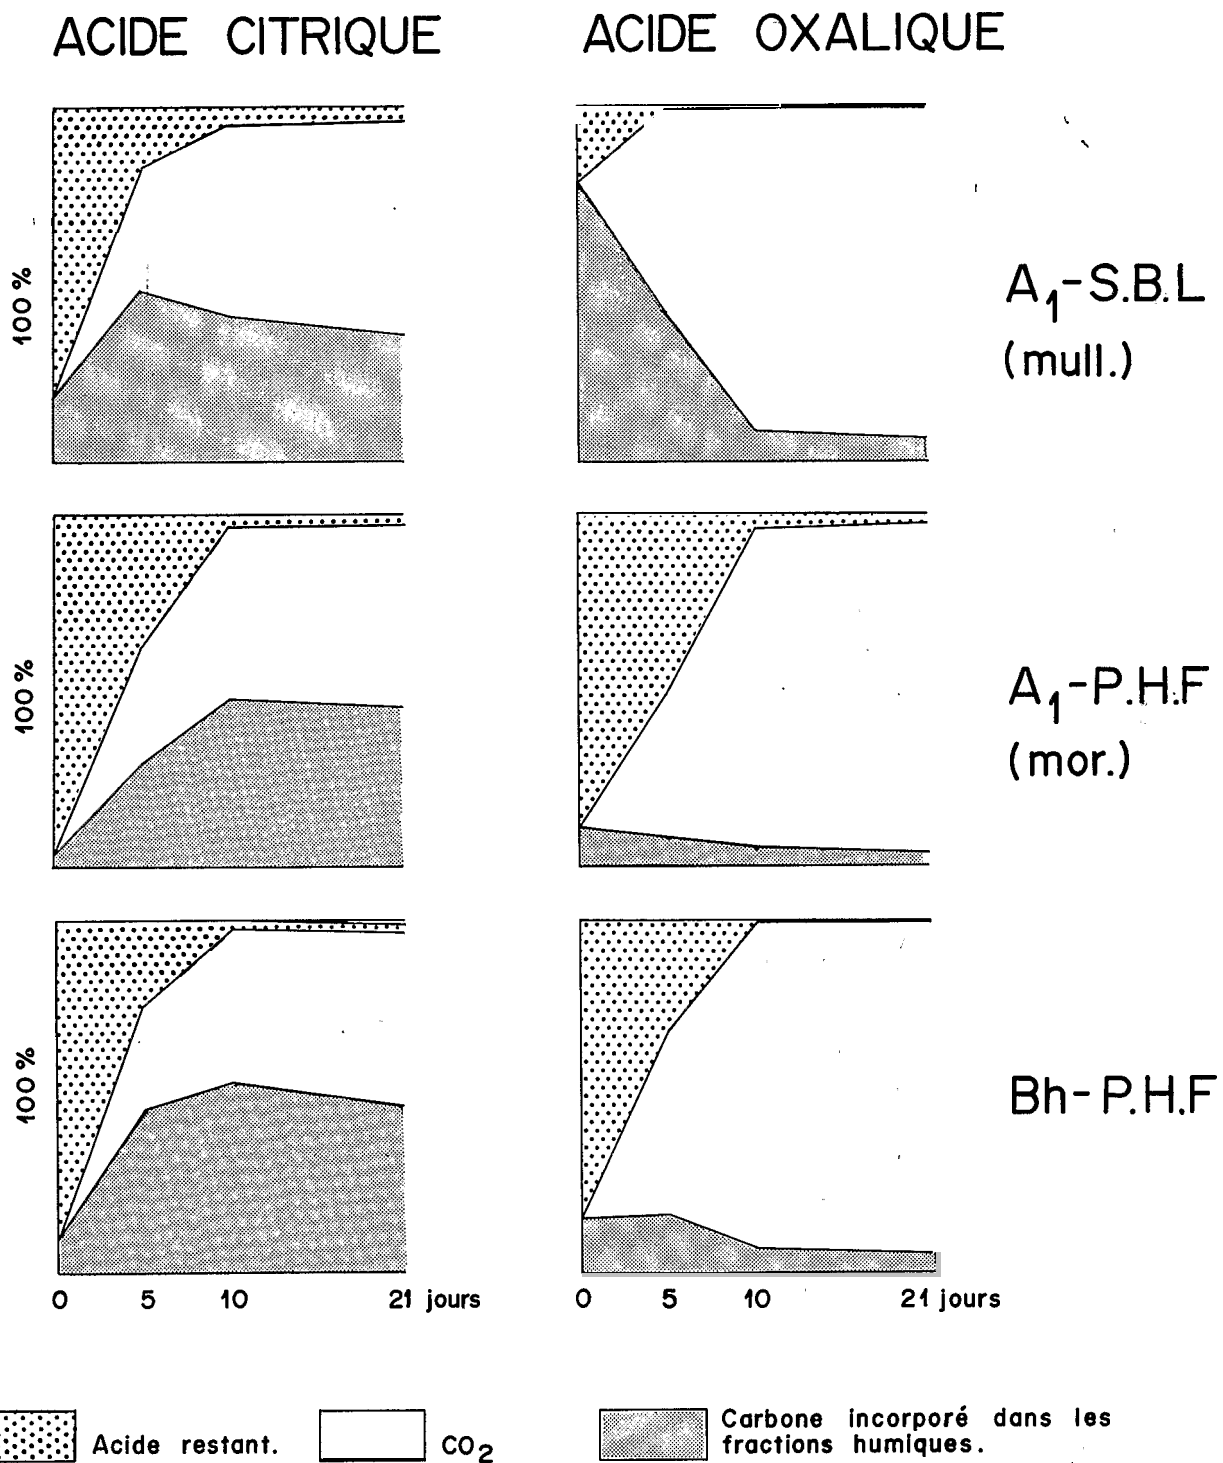 ACIDE CITRIQUE
ACIDE OXALIQUE
100 %
A1-S.B.L
(mull.)
100 %
A1-P.H.F
(mor.)
100 %
Bh-P.H.F
0 5 10 21 jours
0 5 10 21 jours
Acide restant.
CO2
Carbone incorporé dans les
fractions humiques.